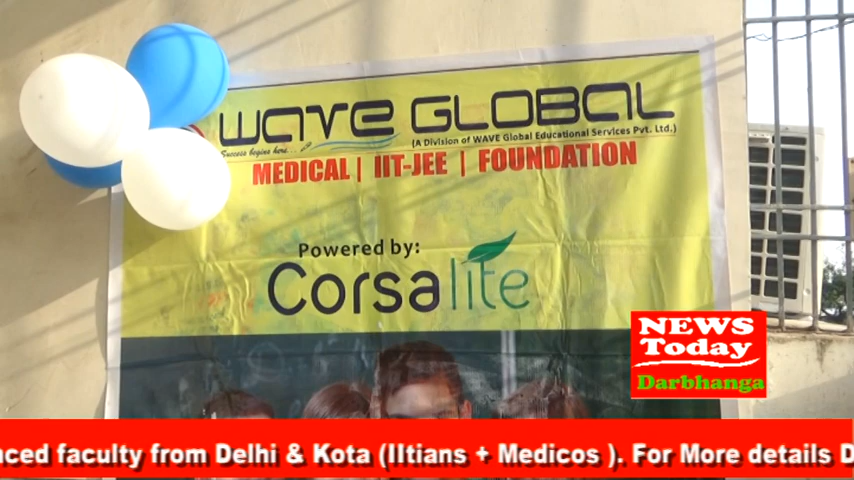 WAVE GLOBAL
(A Division of WAVE Global Educational Services Pvt. Ltd.)
Success begins here...
MEDICAL | IIT-JEE | FOUNDATION
Powered by:
Corsalite
NEWS
Today
Darbhanga
faculty from Delhi & Kota (IItians + Medicos ). For More details